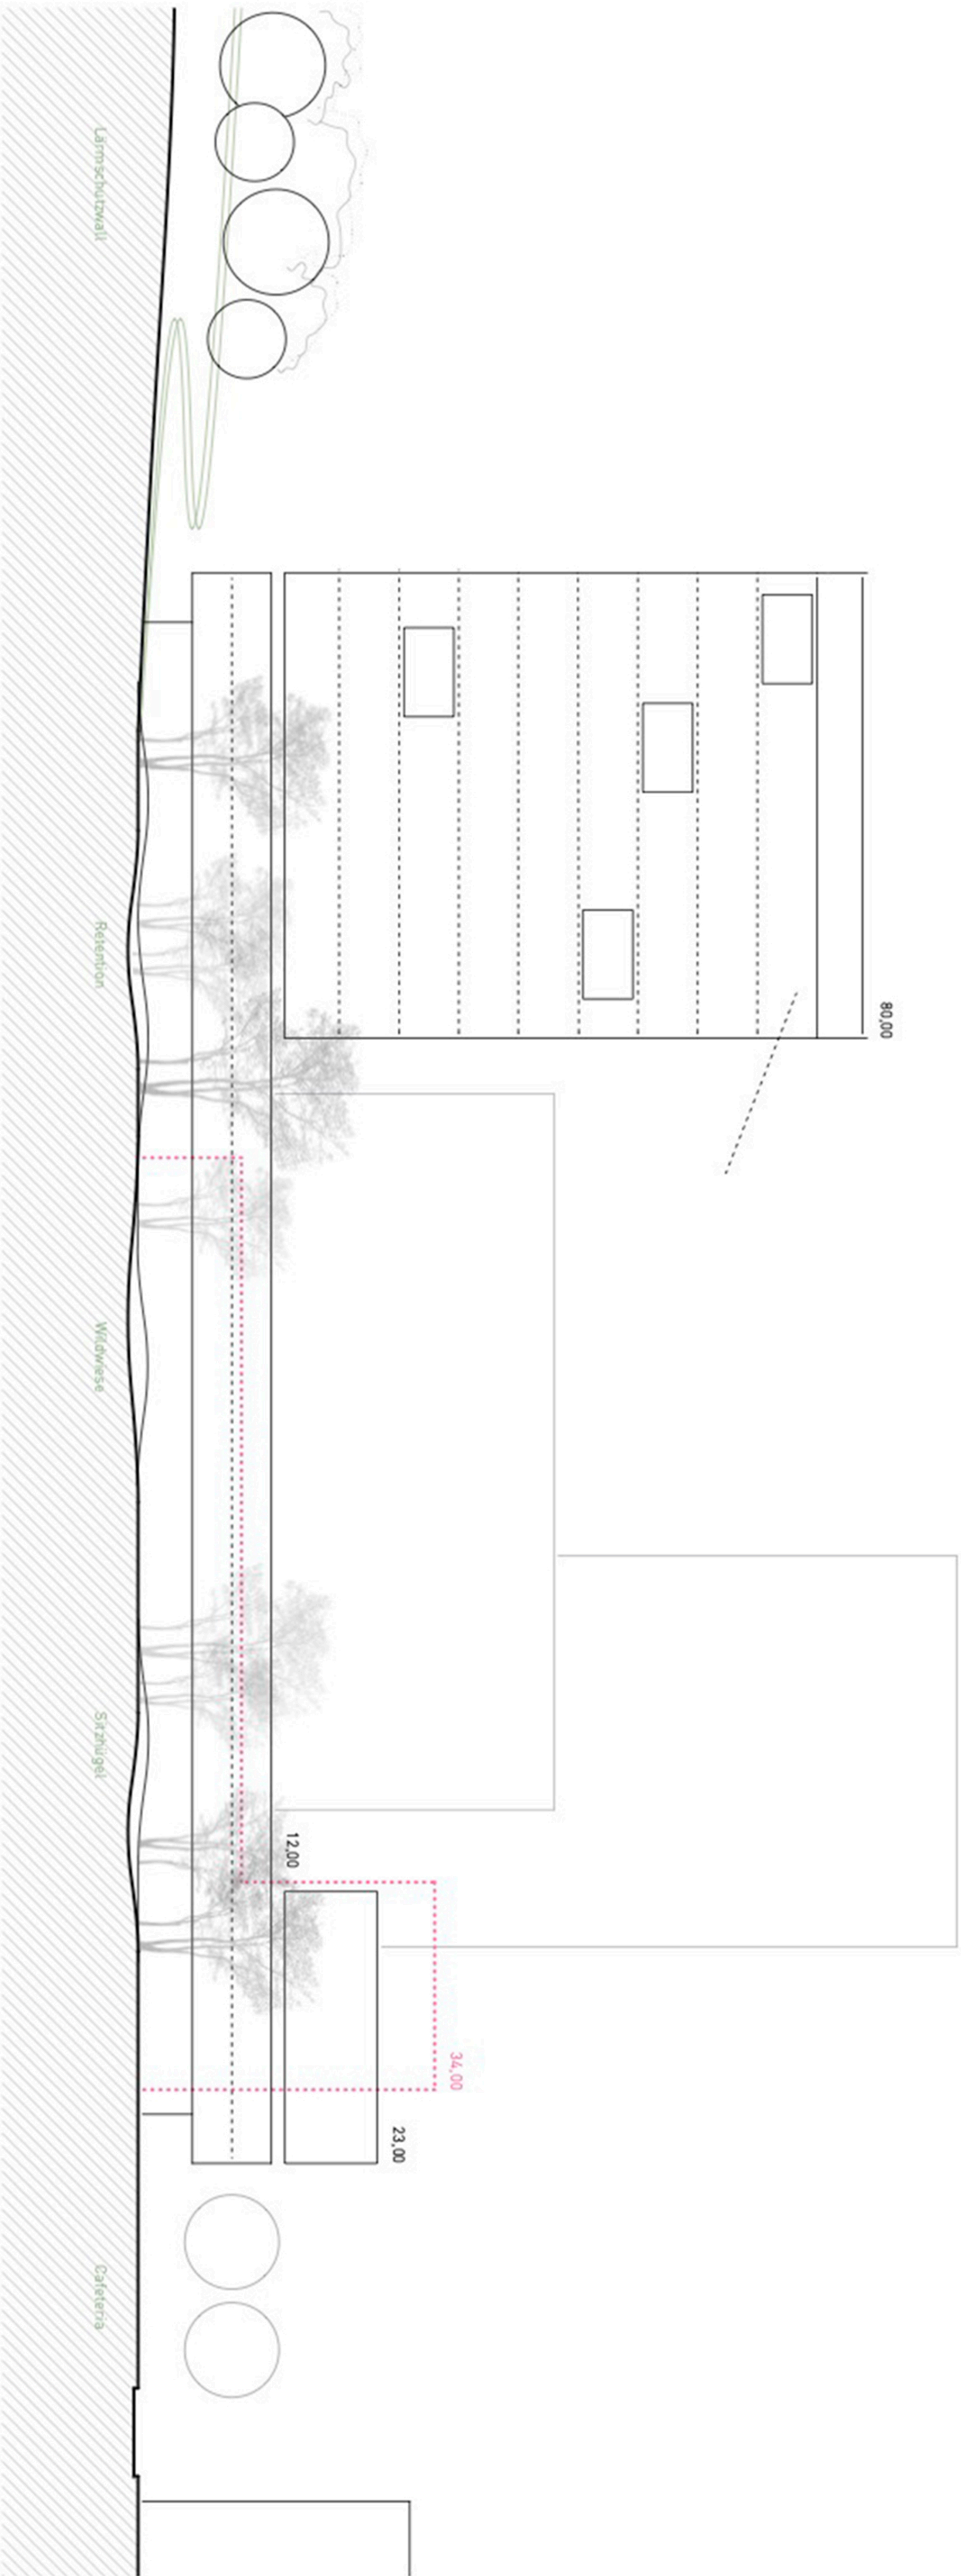 80,00
12,00
34,00
23,00
Lärmschutzwall
Retention
Wildwiese
Sitzhügel
Cafeteria